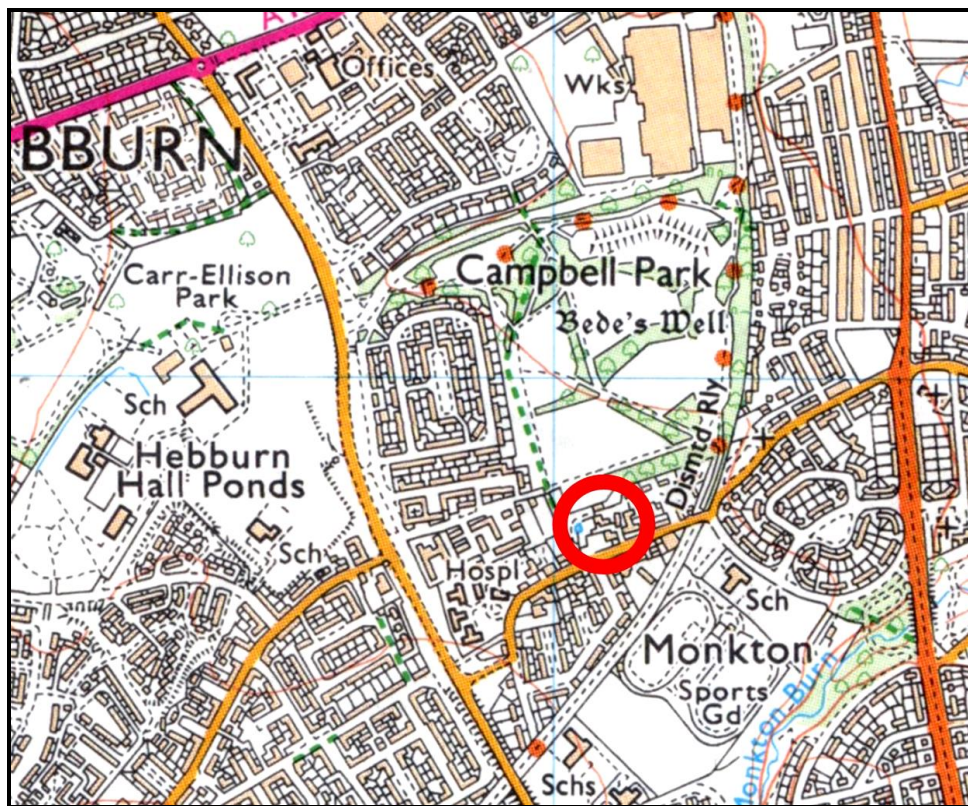 Offices
Wks
BBURN
Carr-Ellison
Park
Campbell Park
Bede's Well
Sch
Hebburn
Hall Ponds
Dismtd Rly
Sch
Hospl
Sch
Monkton
Sports
Gd
Monkton Burn
Schs